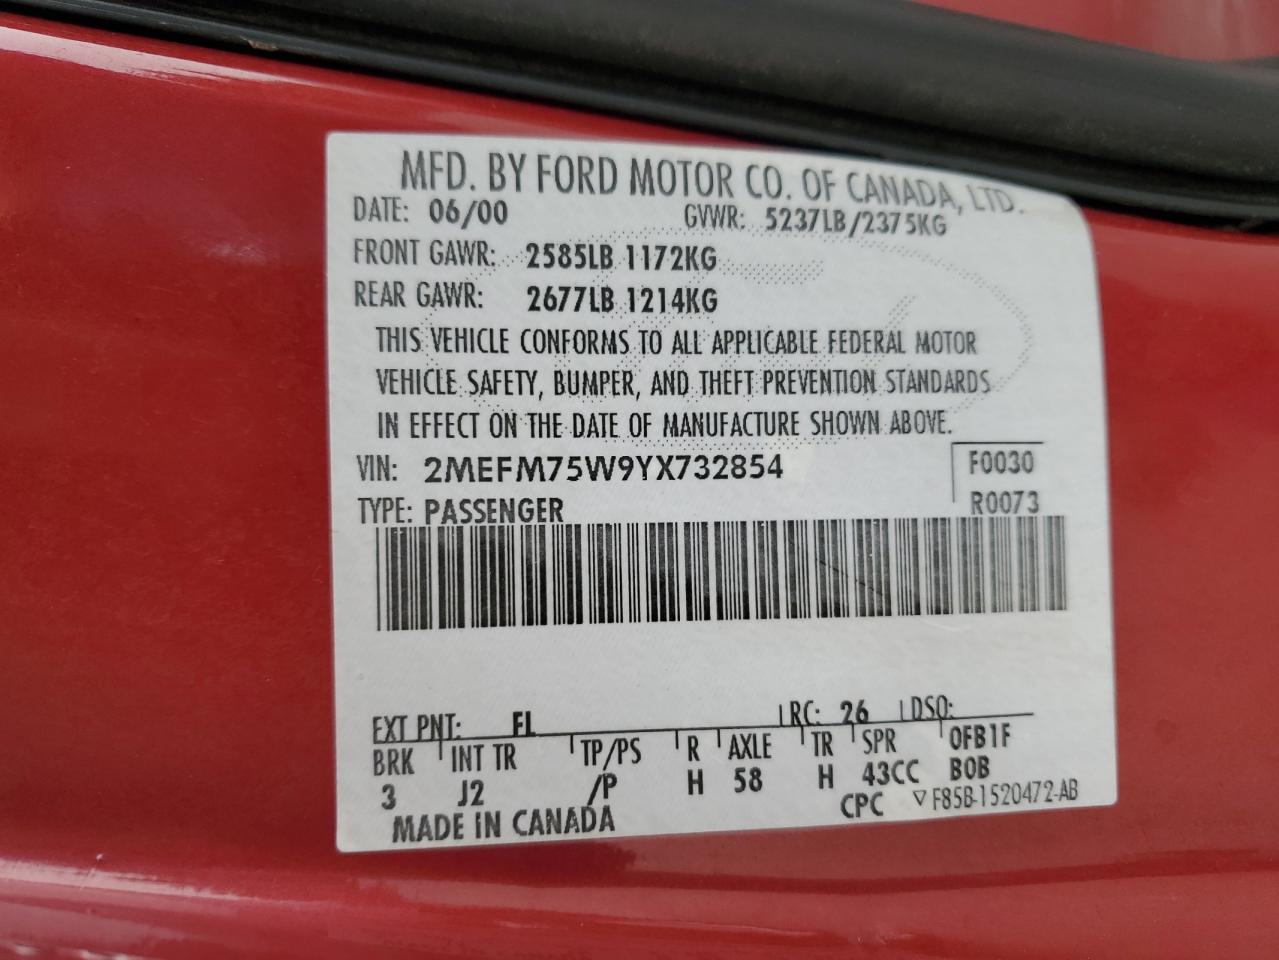 MFD. BY FORD MOTOR CO. OF CANADA, LTD.
DATE: 06/00 GVWR: 5237LB/2375KG
FRONT GAWR: 2585LB 1172KG
REAR GAWR: 2677LB 1214KG
THIS VEHICLE CONFORMS TO ALL APPLICABLE FEDERAL MOTOR
VEHICLE SAFETY, BUMPER, AND THEFT PREVENTION STANDARDS
IN EFFECT ON THE DATE OF MANUFACTURE SHOWN ABOVE.
VIN: 2MEFM75W9YX732854 F0030
TYPE: PASSENGER R0073
EXT PNT: FL RC: 26 DSO:
BRK INT TR TP/PS R AXLE TR SPR 0FB1F
3 J2 /P H 58 H 43CC B0B
MADE IN CANADA CPC ▽F85B-1520472-AB